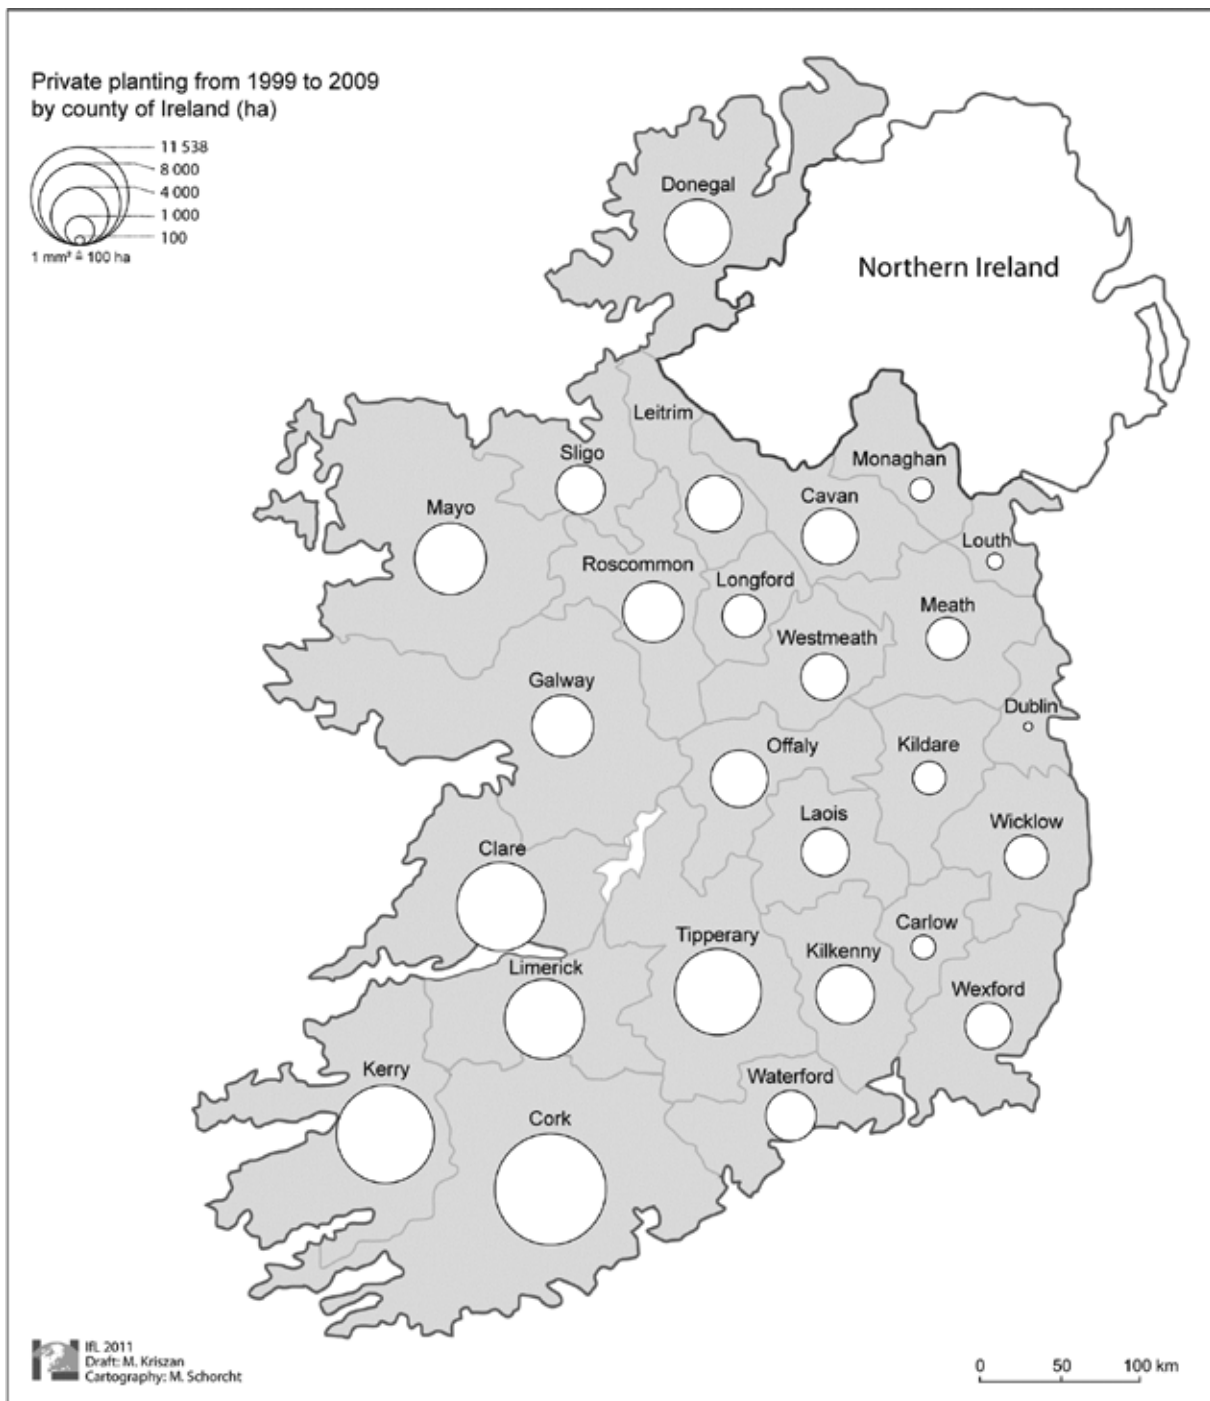 Private planting from 1999 to 2009
by county of Ireland (ha)
11 538
8 000
4 000
1 000
100
1 mm² ≙ 100 ha
Donegal
Northern Ireland
Leitrim
Sligo
Monaghan
Cavan
Mayo
Louth
Roscommon
Longford
Meath
Westmeath
Galway
Dublin
Offaly
Kildare
Laois
Wicklow
Clare
Carlow
Tipperary
Kilkenny
Limerick
Wexford
Kerry
Waterford
Cork
IfL 2011
Draft: M. Kriszan
Cartography: M. Schorcht
0 50 100 km